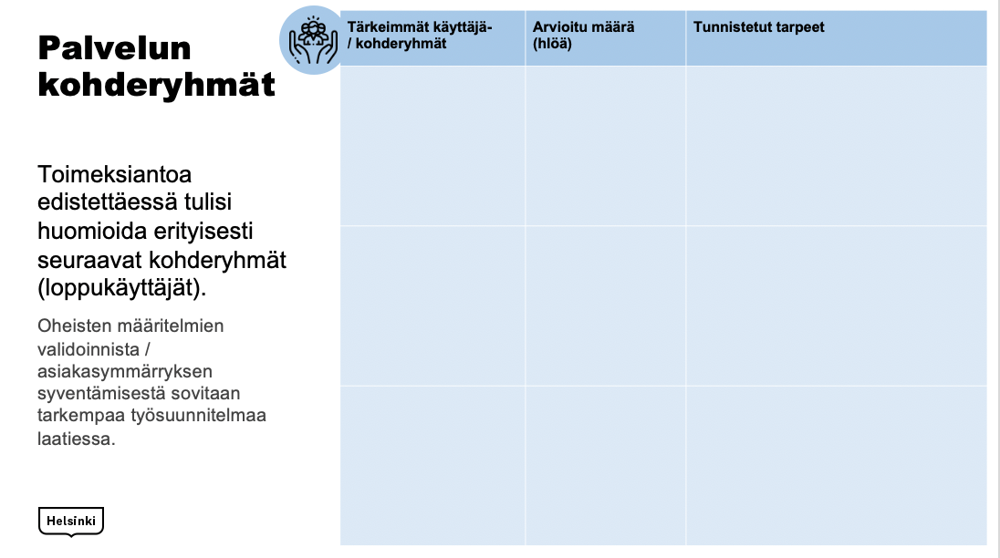 Palvelun
kohderyhmät
Toimeksiantoa
edistettäessä tulisi
huomioida erityisesti
seuraavat kohderyhmät
(loppukäyttäjät).
Oheisten määritelmien
validoinnista /
asiakasymmärryksen
syventämisestä sovitaan
tarkempaa työsuunnitelmaa
laatiessa.
Helsinki
Tärkeimmät käyttäjä-
/ kohderyhmät
Arvioitu määrä
(hlöä)
Tunnistetut tarpeet